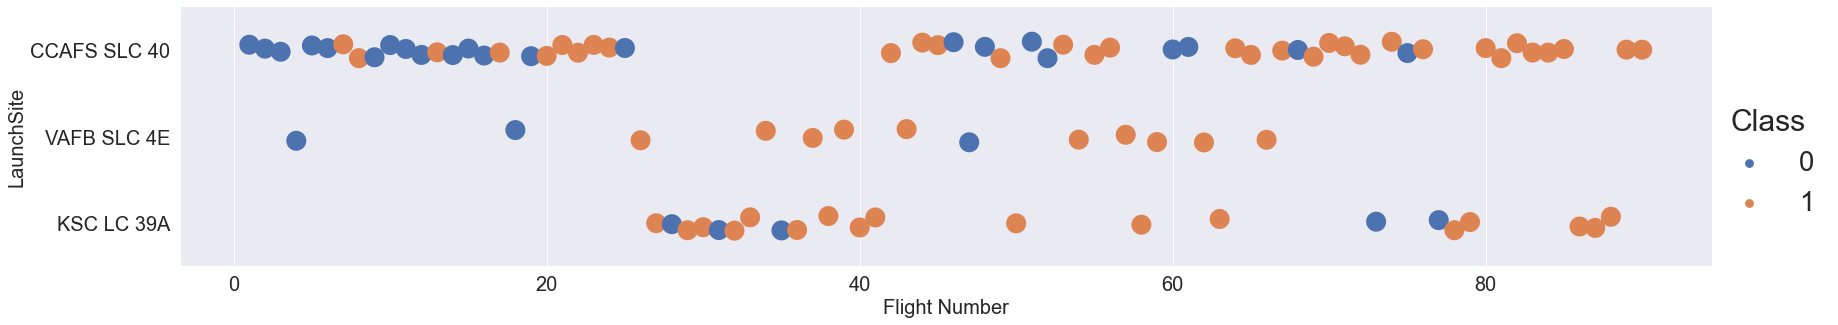 LaunchSite
CCAFS SLC 40
VAFB SLC 4E
KSC LC 39A
0 20 40 60 80
Flight Number
Class
0
1